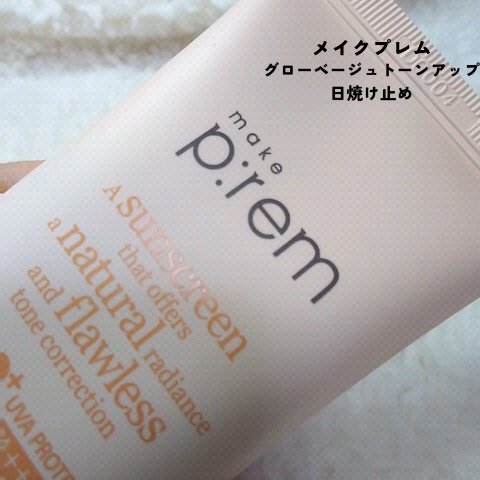 メイクプレム
グローベージュトーンアップ
日焼け止め
make
p:rem
A sunscreen
that offers
a natural radiance
and flawless
tone correction
UVA PROTE